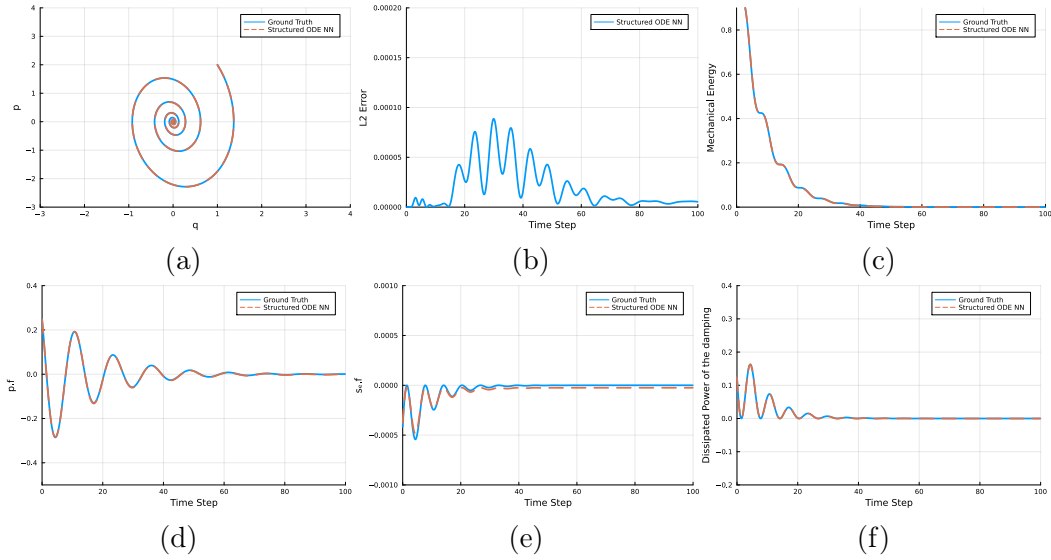 4
3
2
1
0
−1
−2
−3
p
−3
−2
−1
0
1
2
3
4
q
Ground Truth
Structured ODE NN
(a)
0.00020
0.00015
0.00010
0.00005
0.00000
L2 Error
0
20
40
60
80
100
Time Step
Structured ODE NN
(b)
0.8
0.6
0.4
0.2
0.0
Mechanical Energy
0
20
40
60
80
100
Time Step
Ground Truth
Structured ODE NN
(c)
0.4
0.2
0.0
−0.2
−0.4
p.f
0
20
40
60
80
100
Time Step
Ground Truth
Structured ODE NN
(d)
0.0010
0.0005
0.0000
−0.0005
−0.0010
sₑ.f
0
20
40
60
80
100
Time Step
Ground Truth
Structured ODE NN
(e)
0.4
0.3
0.2
0.1
0.0
−0.1
−0.2
Dissipated Power of the damping
0
20
40
60
80
100
Time Step
Ground Truth
Structured ODE NN
(f)